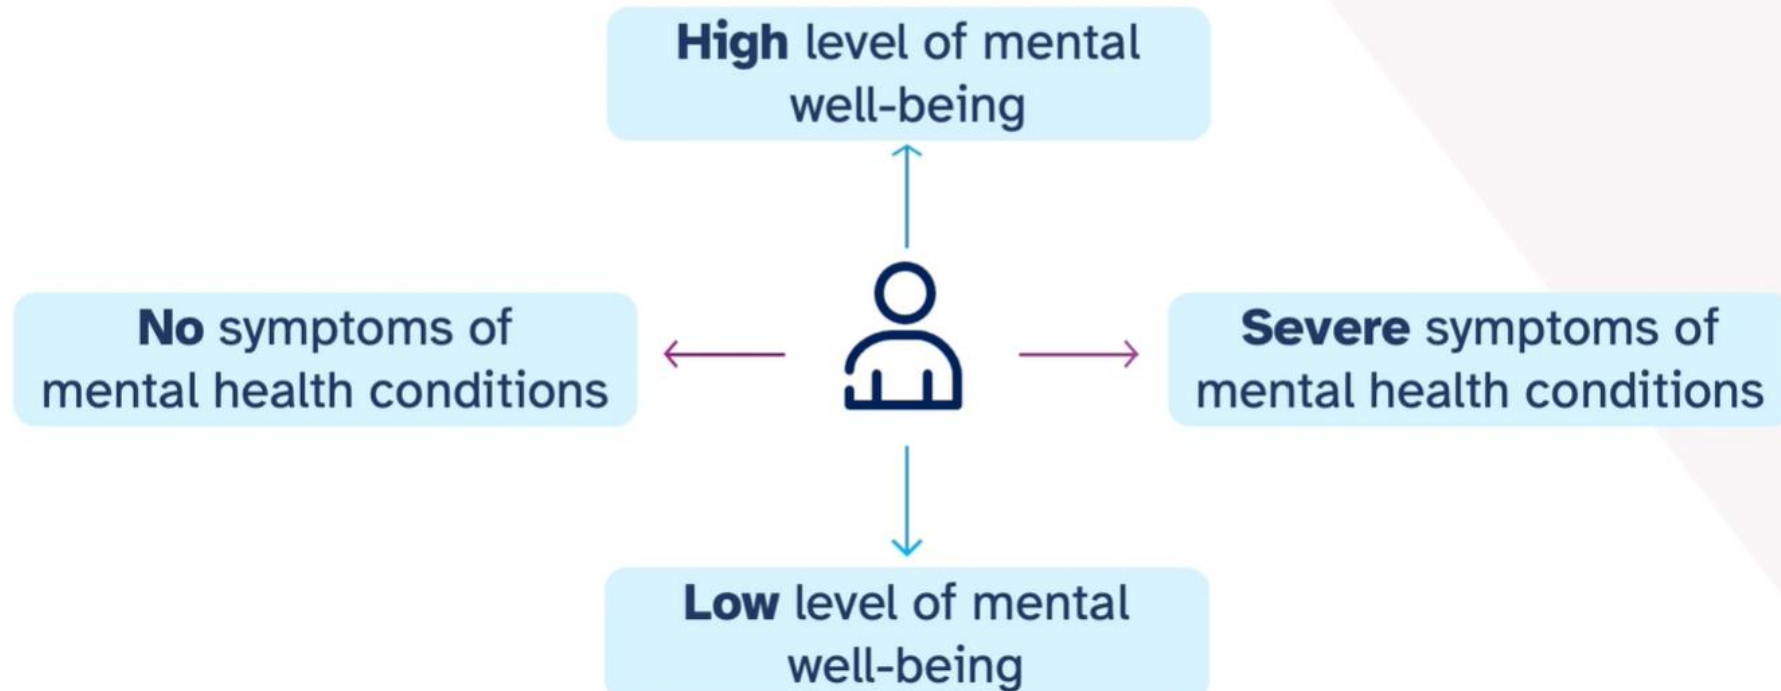 High level of mental
well-being
No symptoms of
mental health conditions
Severe symptoms of
mental health conditions
Low level of mental
well-being